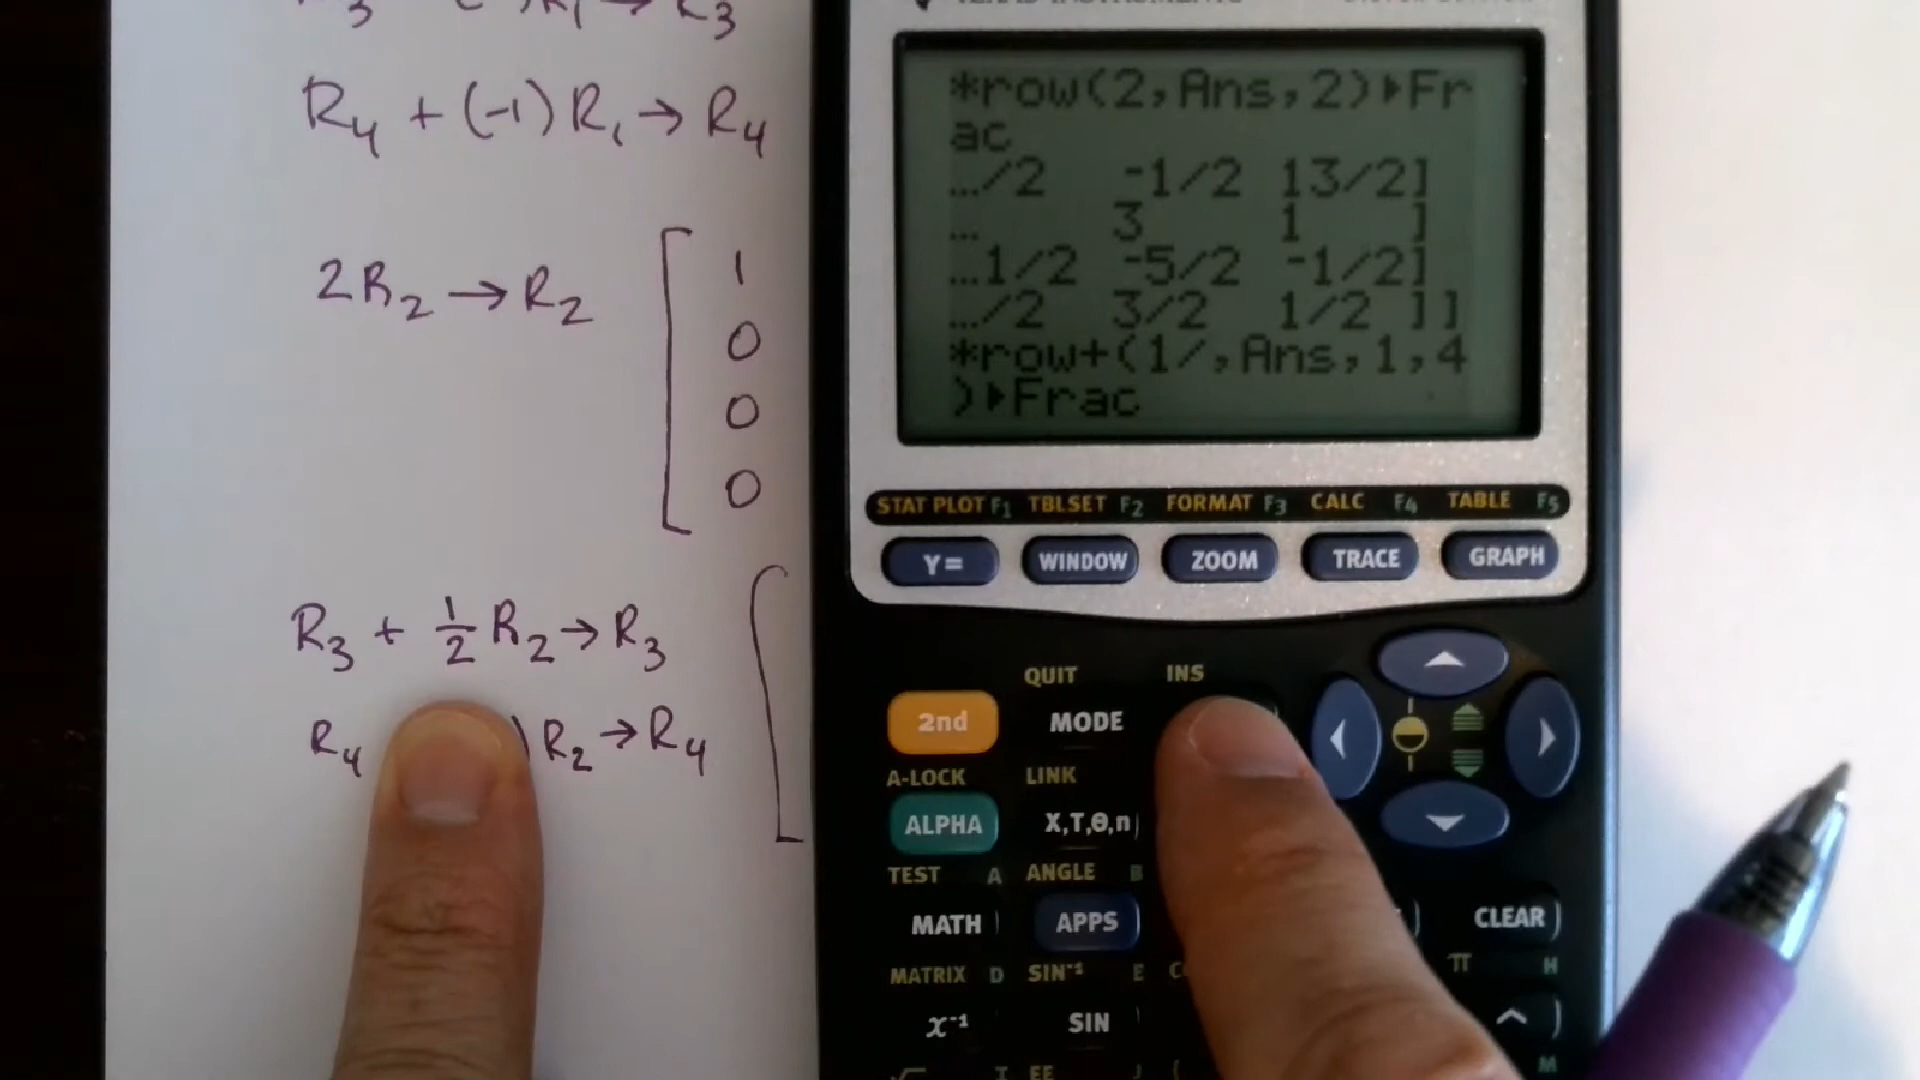 R₄ + (-1) R₁ → R₄
2R₂ → R₂
1
0
0
0
R₃ + 1/2 R₂ → R₃
R₄ ) R₂ → R₄
*row(2,Ans,2)▸Fr
ac
…/2 -1/2 13/2]
… 3 1 ]
…1/2 -5/2 -1/2]
…/2 3/2 1/2 ]]
*row+(1/,Ans,1,4
)▸Frac
STAT PLOT F1 TBLSET F2 FORMAT F3 CALC F4 TABLE F5
Y= WINDOW ZOOM TRACE GRAPH
QUIT INS
2nd MODE
A-LOCK LINK
ALPHA X,T,θ,n
TEST A ANGLE B
MATH APPS CLEAR
MATRIX D SIN⁻¹ E π H
x⁻¹ SIN ^
EE J { M